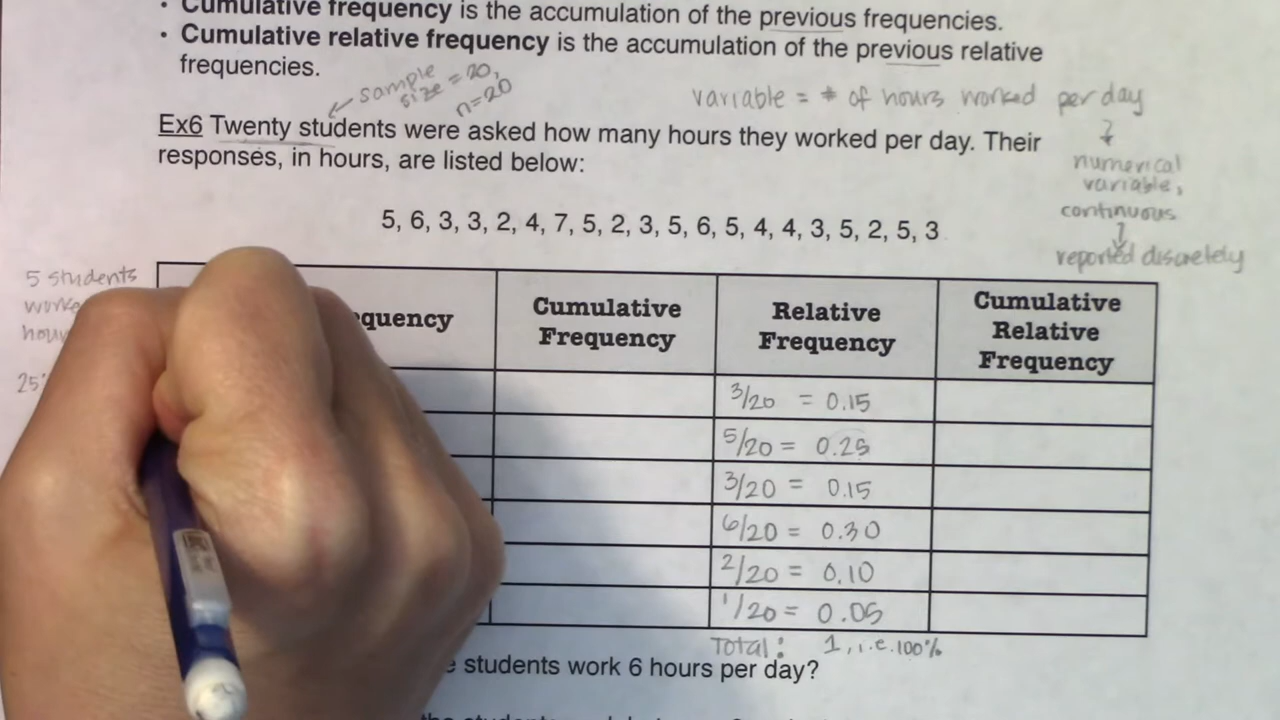 • Cumulative frequency is the accumulation of the previous frequencies.
• Cumulative relative frequency is the accumulation of the previous relative
frequencies.
sample
size = 20,
n=20
variable = # of hours worked per day
numerical
variable,
continuous
reported discretely
Ex6 Twenty students were asked how many hours they worked per day. Their
responses, in hours, are listed below:
5, 6, 3, 3, 2, 4, 7, 5, 2, 3, 5, 6, 5, 4, 4, 3, 5, 2, 5, 3
5 students
worke
hour
25%
quency
Cumulative
Frequency
Relative
Frequency
Cumulative
Relative
Frequency
3/20 = 0.15
5/20 = 0.25
3/20 = 0.15
6/20 = 0.30
2/20 = 0.10
1/20 = 0.05
Total: 1, i.e. 100%
students work 6 hours per day?